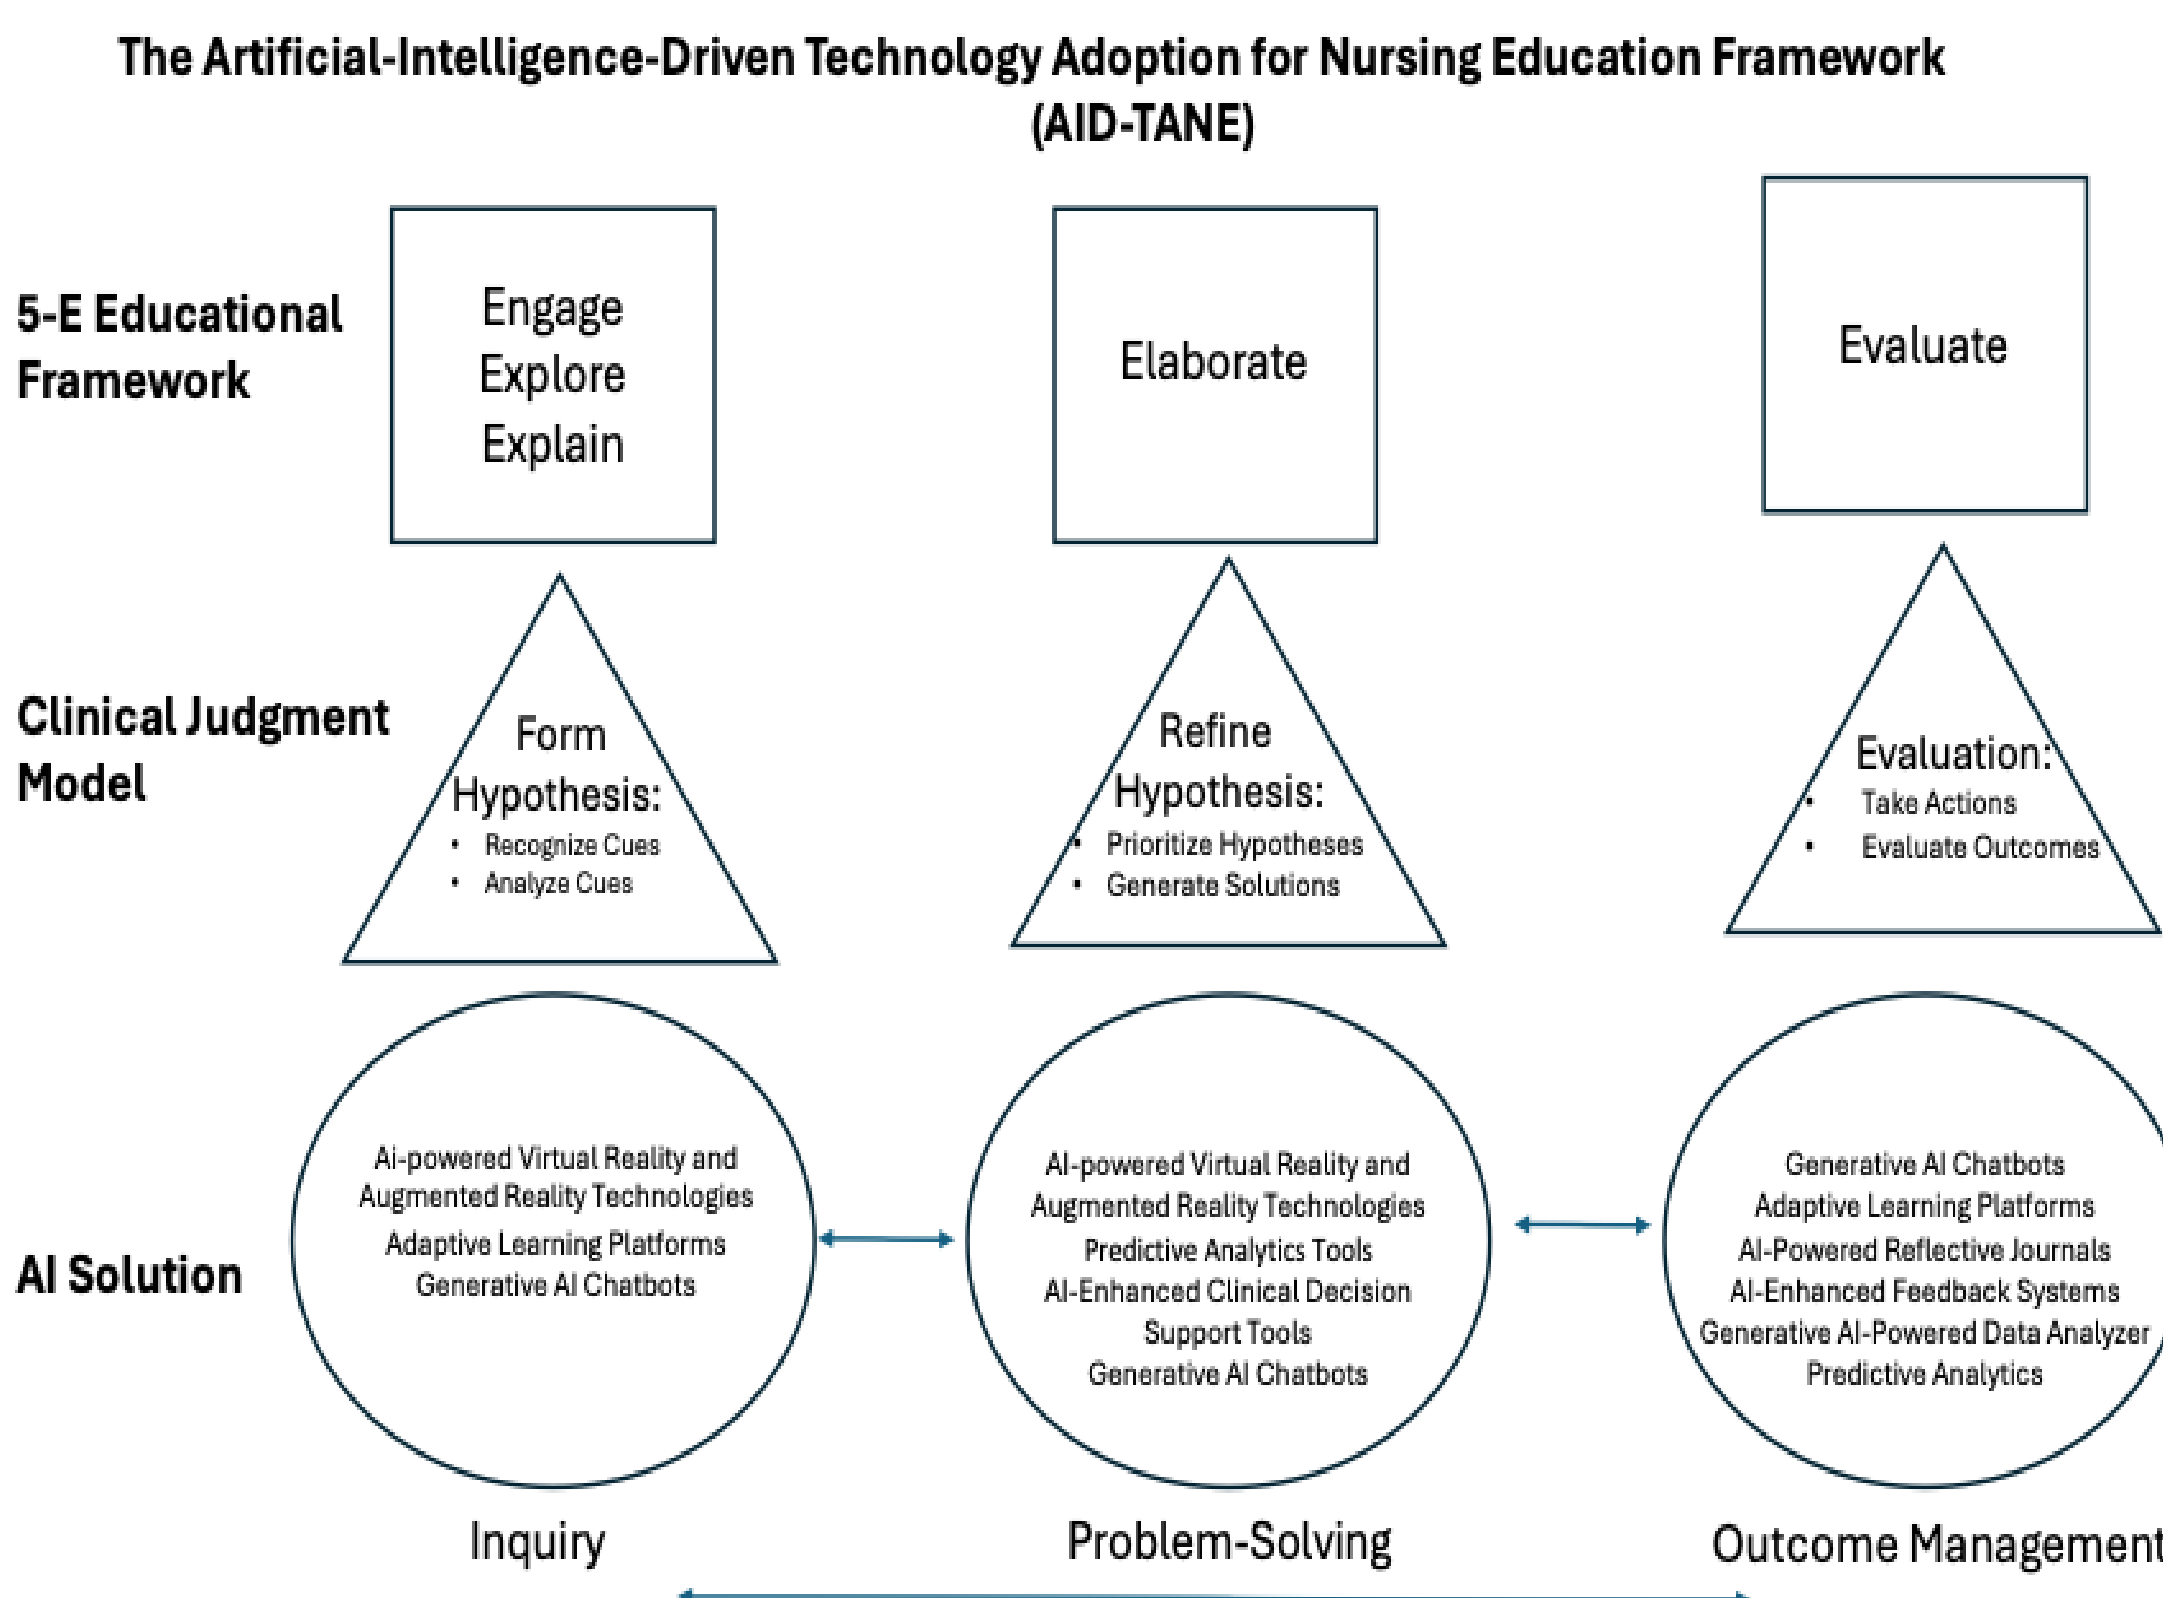 The Artificial-Intelligence-Driven Technology Adoption for Nursing Education Framework
(AID-TANE)
5-E Educational
Framework
Engage
Explore
Explain
Elaborate
Evaluate
Clinical Judgment
Model
Form
Hypothesis:
• Recognize Cues
• Analyze Cues
Refine
Hypothesis:
• Prioritize Hypotheses
• Generate Solutions
Evaluation:
• Take Actions
• Evaluate Outcomes
AI Solution
Ai-powered Virtual Reality and
Augmented Reality Technologies
Adaptive Learning Platforms
Generative AI Chatbots
AI-powered Virtual Reality and
Augmented Reality Technologies
Predictive Analytics Tools
AI-Enhanced Clinical Decision
Support Tools
Generative AI Chatbots
Generative AI Chatbots
Adaptive Learning Platforms
AI-Powered Reflective Journals
AI-Enhanced Feedback Systems
Generative AI-Powered Data Analyzer
Predictive Analytics
Inquiry
Problem-Solving
Outcome Management